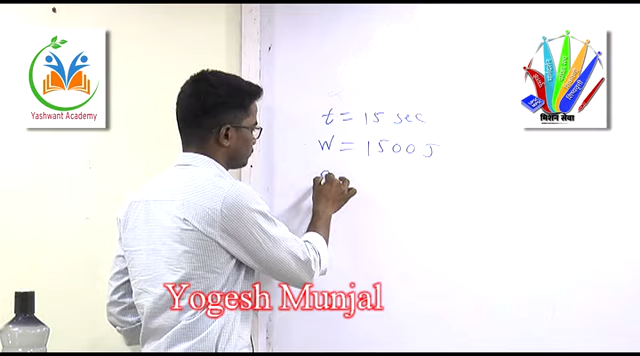 Yashwant Academy
मिशन सेवा
t = 15 sec
W = 1500 J
Yogesh Munjal